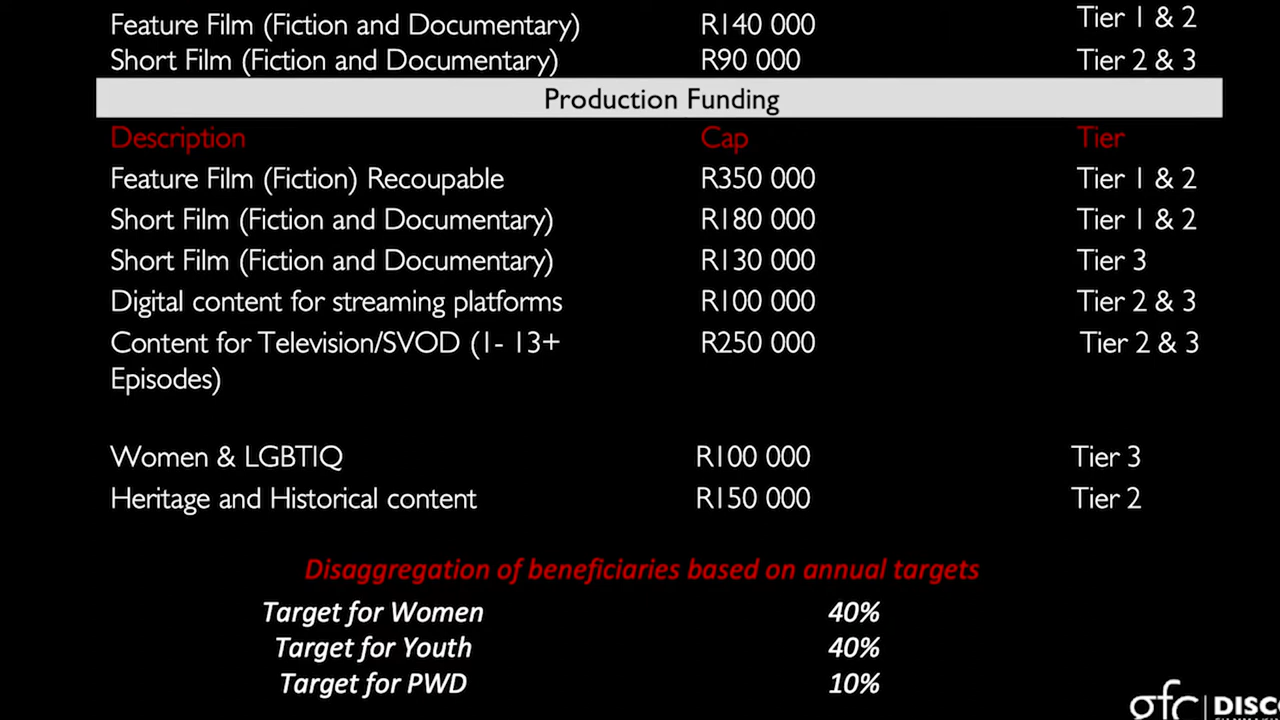 Feature Film (Fiction and Documentary) R140 000 Tier 1 & 2
Short Film (Fiction and Documentary) R90 000 Tier 2 & 3
Production Funding
Description Cap Tier
Feature Film (Fiction) Recoupable R350 000 Tier 1 & 2
Short Film (Fiction and Documentary) R180 000 Tier 1 & 2
Short Film (Fiction and Documentary) R130 000 Tier 3
Digital content for streaming platforms R100 000 Tier 2 & 3
Content for Television/SVOD (1- 13+ R250 000 Tier 2 & 3
Episodes)
Women & LGBTIQ R100 000 Tier 3
Heritage and Historical content R150 000 Tier 2
Disaggregation of beneficiaries based on annual targets
Target for Women 40%
Target for Youth 40%
Target for PWD 10%
gfc DISC